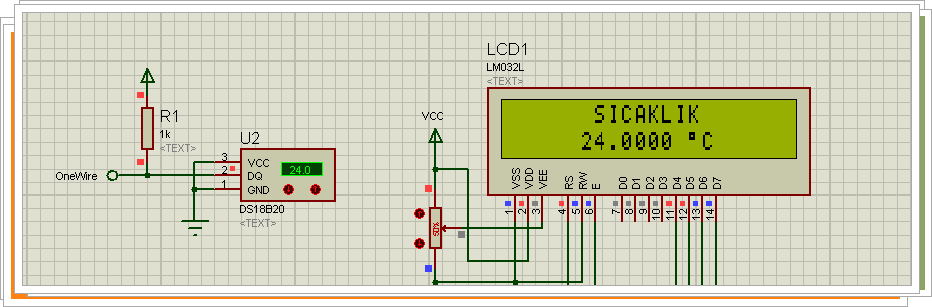 LCD1
LM032L
<TEXT>
SICAKLIK
24.0000 °C
VSS
VDD
VEE
RS
RW
E
D0
D1
D2
D3
D4
D5
D6
D7
1
2
3
4
5
6
7
8
9
10
11
12
13
14
VCC
50%
R1
1k
<TEXT>
U2
3 VCC
2 DQ
1 GND
24.0
DS18B20
<TEXT>
OneWire